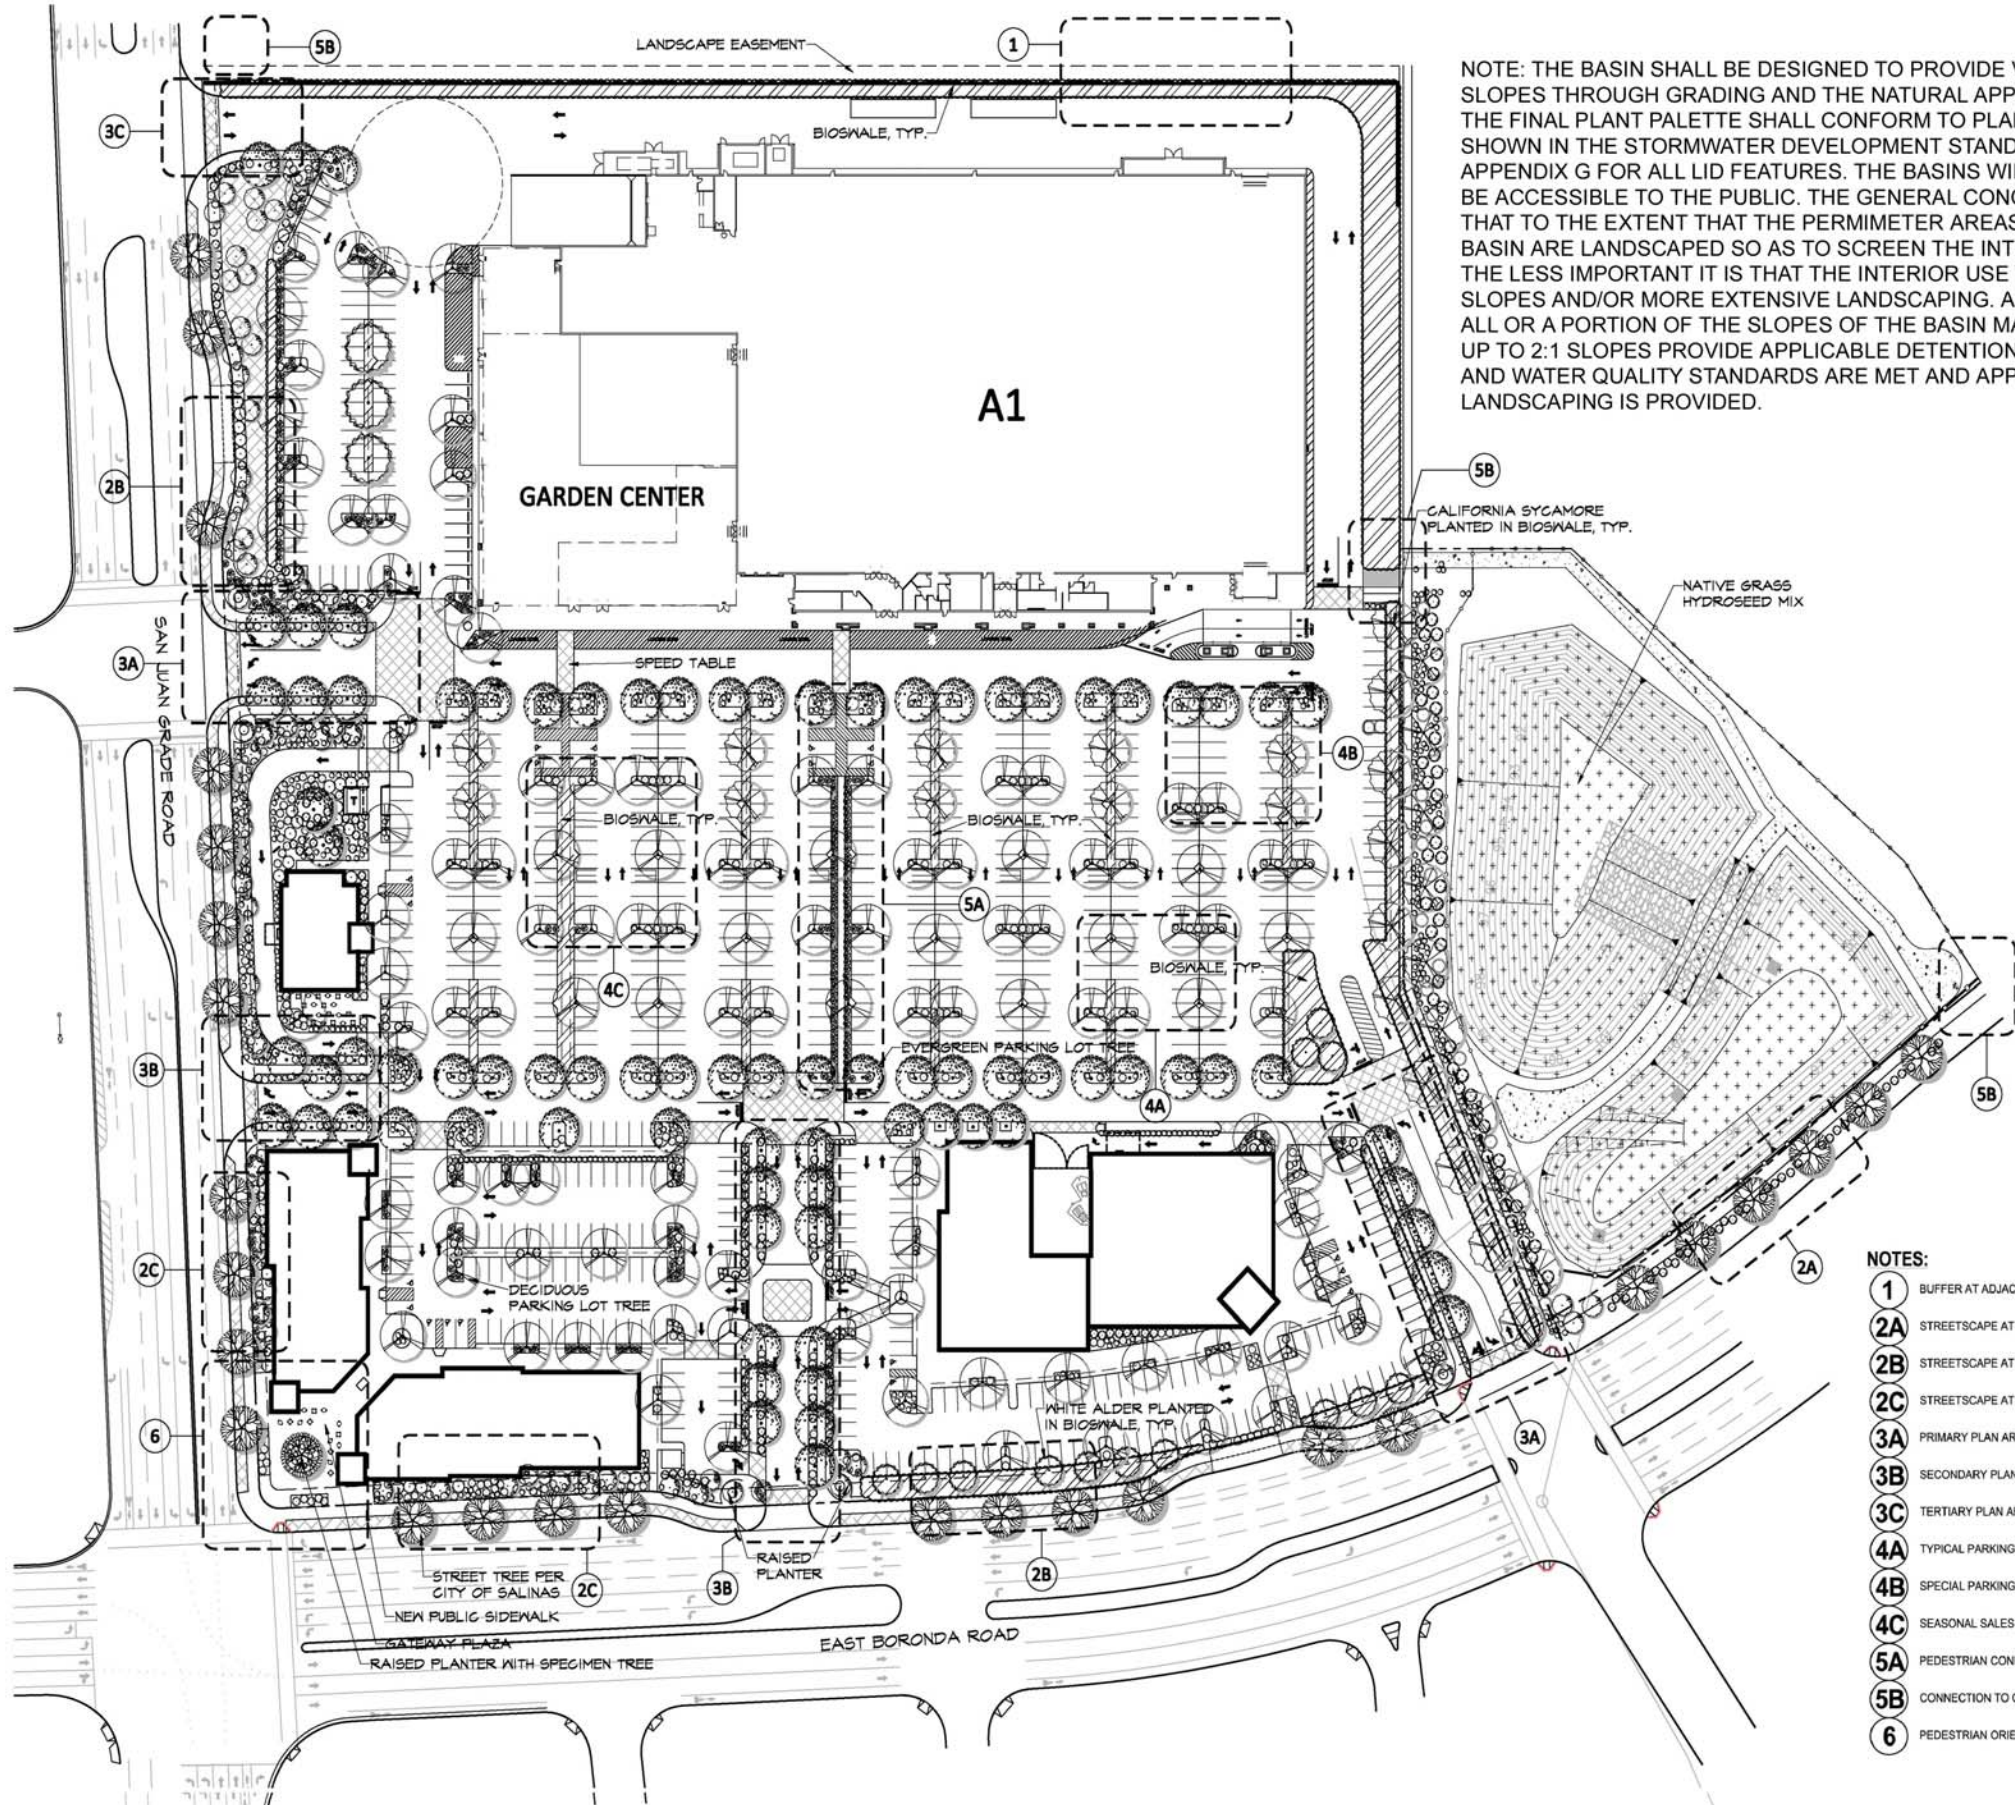 5B
LANDSCAPE EASEMENT
1
3C
BIOSWALE, TYP.
NOTE: THE BASIN SHALL BE DESIGNED TO PROVIDE
SLOPES THROUGH GRADING AND THE NATURAL
THE FINAL PLANT PALETTE SHALL CONFORM TO
SHOWN IN THE STORMWATER DEVELOPMENT
APPENDIX G FOR ALL LID FEATURES. THE BASINS
BE ACCESSIBLE TO THE PUBLIC. THE GENERAL
THAT TO THE EXTENT THAT THE PERMIMETER AREAS
BASIN ARE LANDSCAPED SO AS TO SCREEN THE
THE LESS IMPORTANT IT IS THAT THE INTERIOR USE
SLOPES AND/OR MORE EXTENSIVE LANDSCAPING.
ALL OR A PORTION OF THE SLOPES OF THE BASIN
UP TO 2:1 SLOPES PROVIDE APPLICABLE DETENTION
AND WATER QUALITY STANDARDS ARE MET AND
LANDSCAPING IS PROVIDED.
A1
GARDEN CENTER
2B
5B
CALIFORNIA SYCAMORE
PLANTED IN BIOSWALE, TYP.
NATIVE GRASS
HYDROSEED MIX
3A
SAN JUAN GRADE ROAD
SPEED TABLE
4B
T
BIOSWALE, TYP.
BIOSWALE, TYP.
5A
4C
BIOSWALE, TYP.
EVERGREEN PARKING LOT TREE
3B
4A
5B
2A
2C
DECIDUOUS
PARKING LOT TREE
WHITE ALDER PLANTED
IN BIOSWALE, TYP.
6
3A
RAISED
PLANTER
STREET TREE PER
CITY OF SALINAS
2C
3B
2B
NEW PUBLIC SIDEWALK
GATEWAY PLAZA
RAISED PLANTER WITH SPECIMEN TREE
EAST BORONDA ROAD
NOTES:
1 BUFFER AT
2A STREETSCAPE AT
2B STREETSCAPE AT
2C STREETSCAPE AT
3A PRIMARY PLAN
3B SECONDARY
3C TERTIARY PLAN
4A TYPICAL PARKING
4B SPECIAL PARKING
4C SEASONAL SALES
5A PEDESTRIAN
5B CONNECTION TO
6 PEDESTRIAN